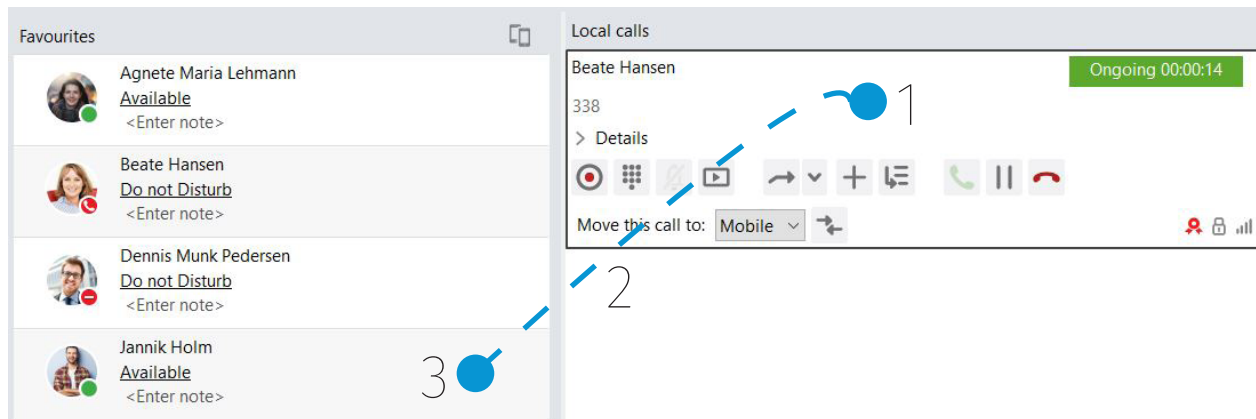 Favourites
Agnete Maria Lehmann
Available
<Enter note>
Beate Hansen
Do not Disturb
<Enter note>
Dennis Munk Pedersen
Do not Disturb
<Enter note>
Jannik Holm
Available
<Enter note>
3
Local calls
Beate Hansen
Ongoing 00:00:14
338
1
> Details
Move this call to: Mobile
2